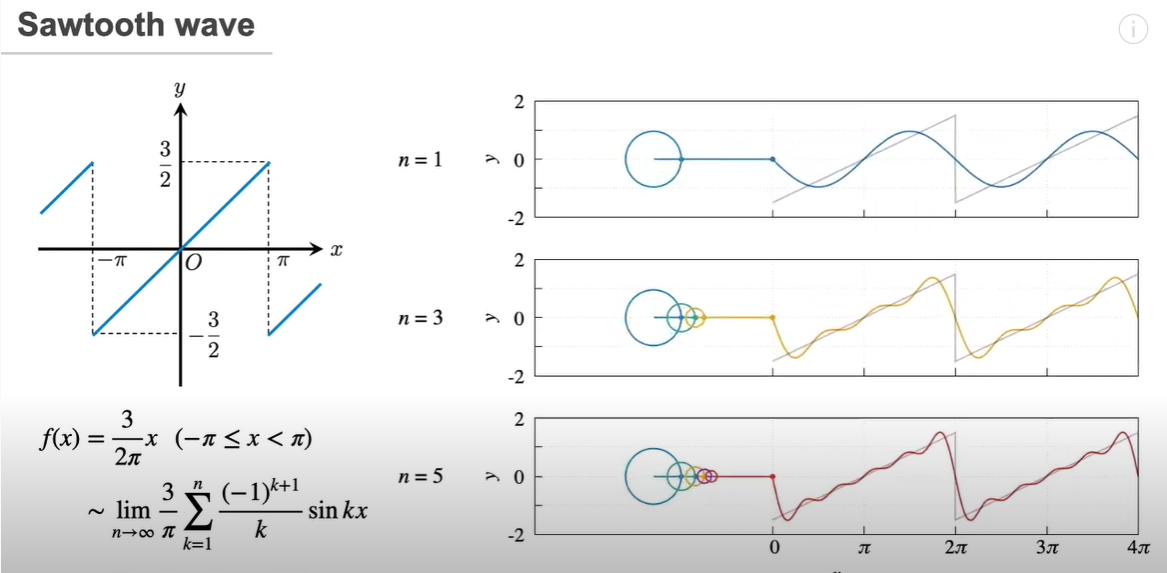 Sawtooth wave
i
y
3
2
-π
O
π
x
-
3
2
f(x) = 3/2π x (-π ≤ x < π)
~ lim n→∞ 3/π n∑k=1 (-1)^k+1/k sin kx
n = 1
y
2
0
-2
n = 3
y
2
0
-2
n = 5
y
2
0
-2
0 π 2π 3π 4π